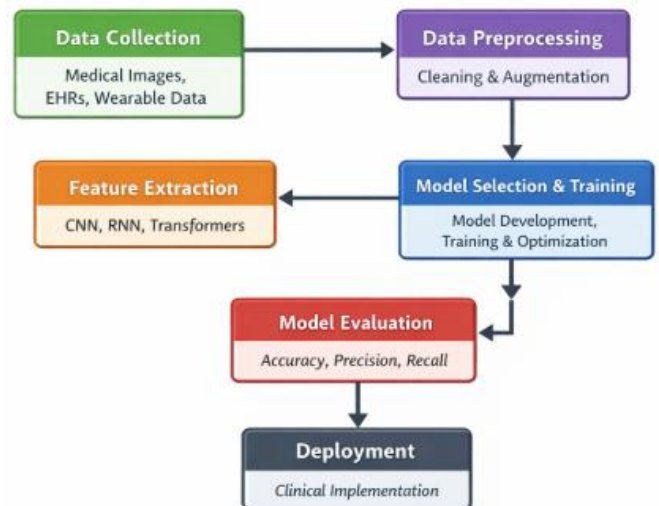 Data Collection
Medical Images,
EHRs, Wearable Data
Data Preprocessing
Cleaning & Augmentation
Feature Extraction
CNN, RNN, Transformers
Model Selection & Training
Model Development,
Training & Optimization
Model Evaluation
Accuracy, Precision, Recall
Deployment
Clinical Implementation